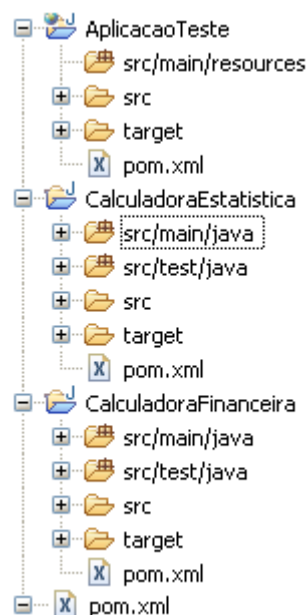 AplicacaoTeste
src/main/resources
src
target
pom.xml
CalculadoraEstatistica
src/main/java
src/test/java
src
target
pom.xml
CalculadoraFinanceira
src/main/java
src/test/java
src
target
pom.xml
pom.xml